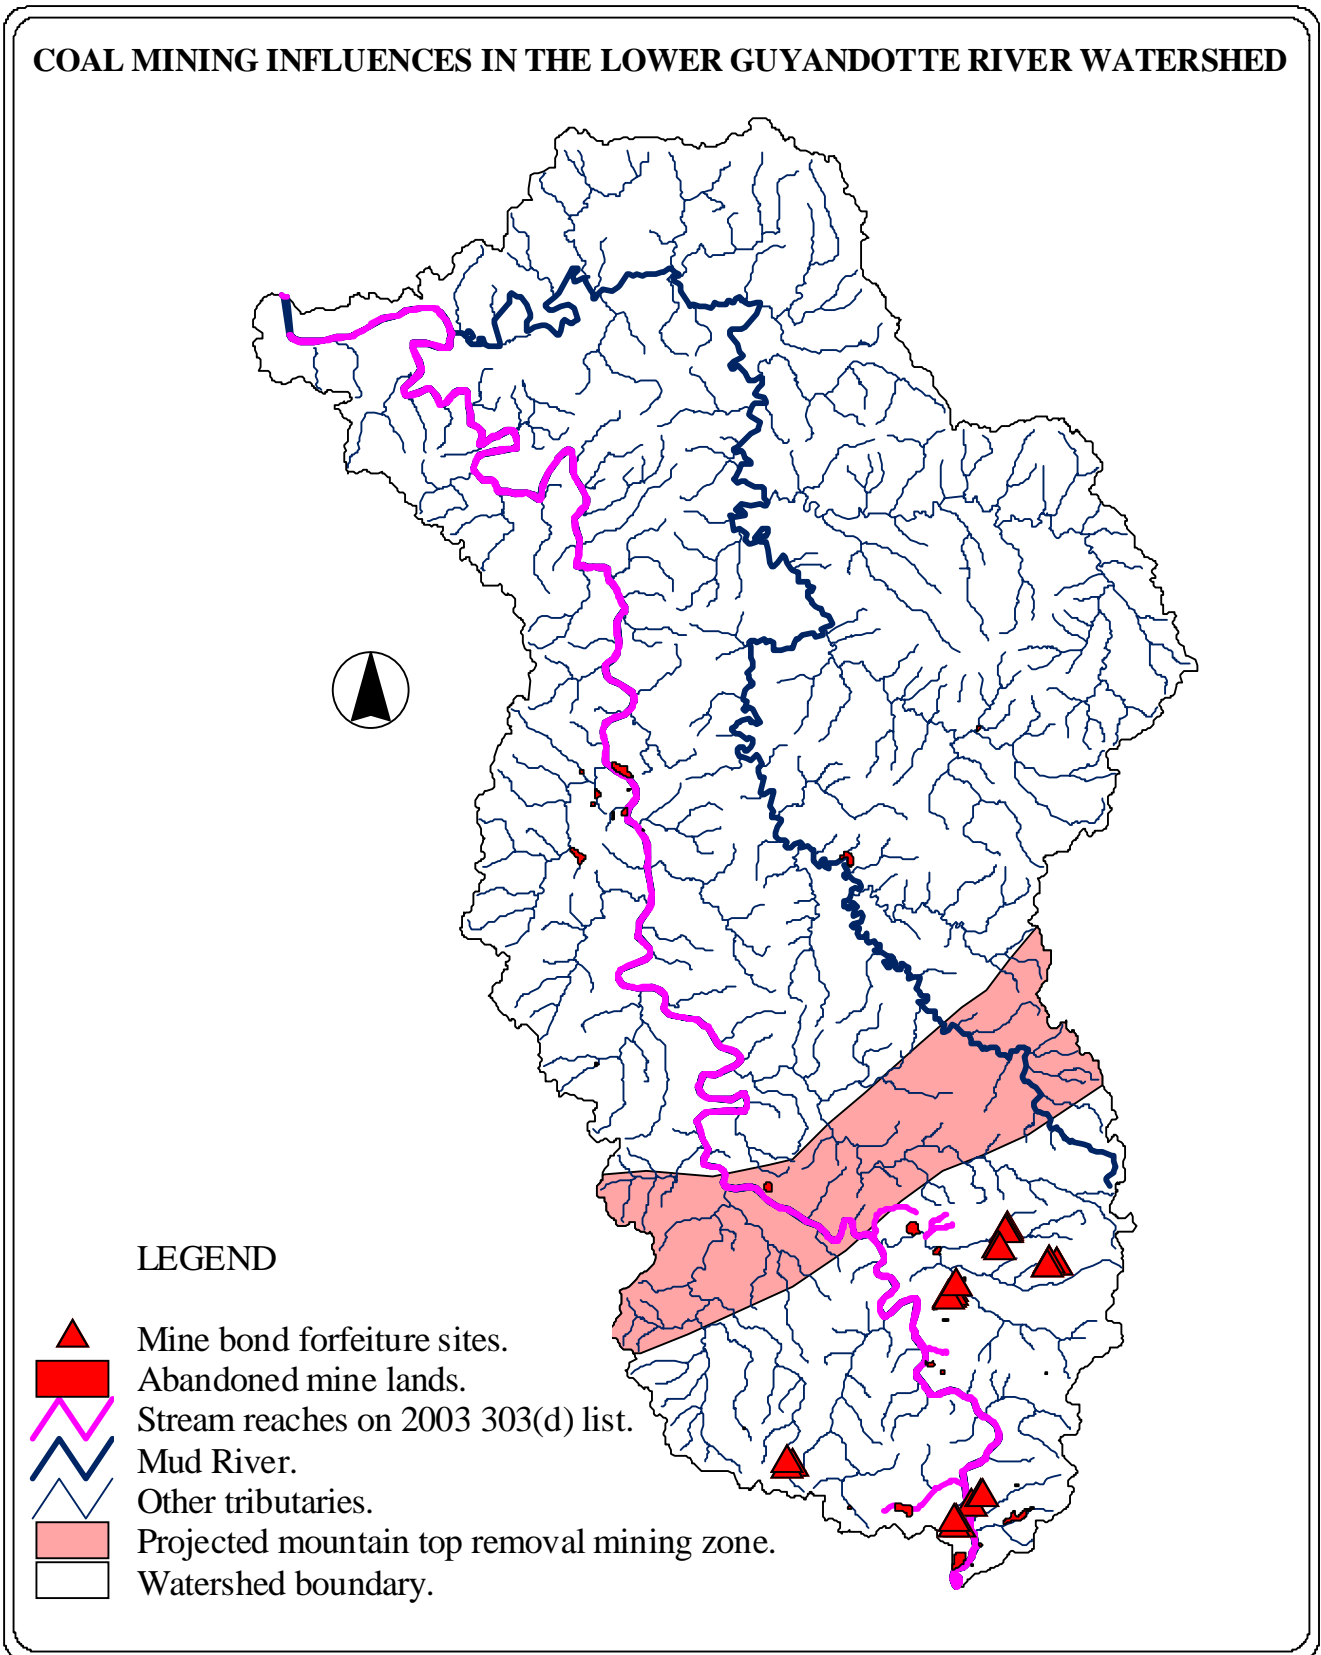 COAL MINING INFLUENCES IN THE LOWER GUYANDOTTE RIVER WATERSHED
LEGEND
Mine bond forfeiture sites.
Abandoned mine lands.
Stream reaches on 2003 303(d) list.
Mud River.
Other tributaries.
Projected mountain top removal mining zone.
Watershed boundary.